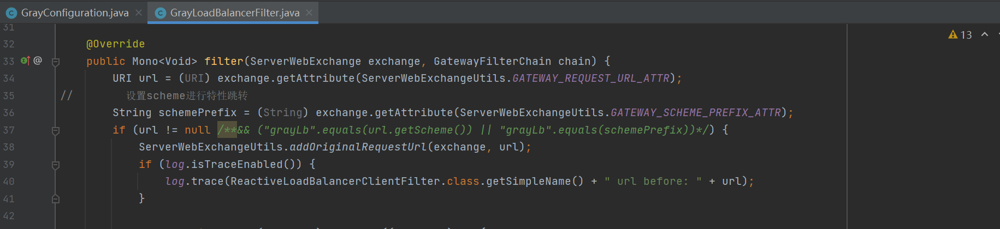 GrayConfiguration.java GrayLoadBalancerFilter.java
31
32 @Override
33 public Mono<Void> filter(ServerWebExchange exchange, GatewayFilterChain chain) {
34 URI url = (URI) exchange.getAttribute(ServerWebExchangeUtils.GATEWAY_REQUEST_URL_ATTR);
35 // 设置scheme进行特性跳转
36 String schemePrefix = (String) exchange.getAttribute(ServerWebExchangeUtils.GATEWAY_SCHEME_PREFIX_ATTR);
37 if (url != null /**&& ("grayLb".equals(url.getScheme()) || "grayLb".equals(schemePrefix))*/) {
38 ServerWebExchangeUtils.addOriginalRequestUrl(exchange, url);
39 if (log.isTraceEnabled()) {
40 log.trace(ReactiveLoadBalancerClientFilter.class.getSimpleName() + " url before: " + url);
41 }
42
13